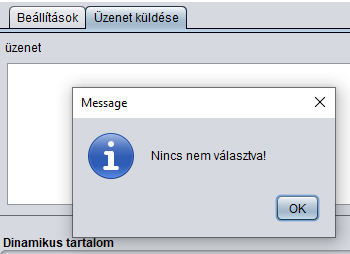 Beállítások
Üzenet küldése
üzenet
Message
Nincs nem választva!
OK
Dinamikus tartalom